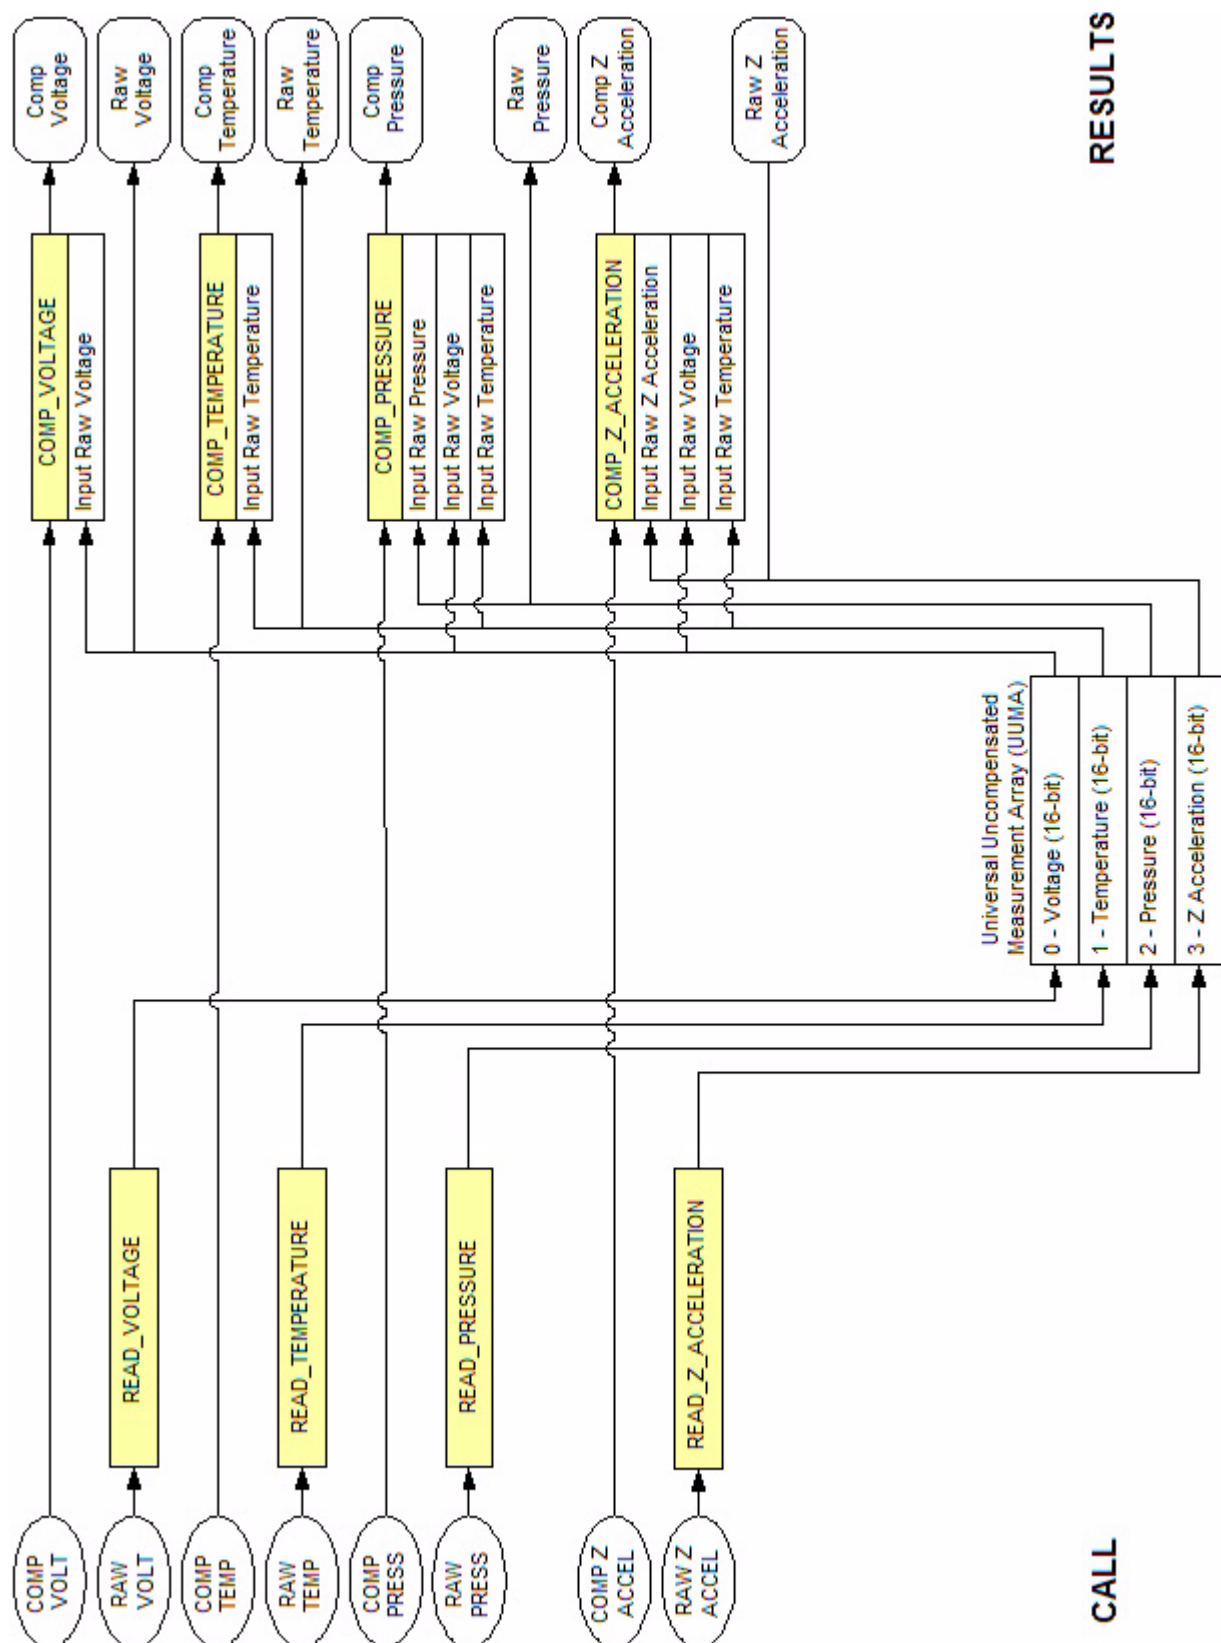 COMP
VOLT
RAW
VOLT
COMP
TEMP
RAW
TEMP
COMP
PRESS
RAW
PRESS
COMP Z
ACCEL
RAW Z
ACCEL
CALL
READ_VOLTAGE
READ_TEMPERATURE
READ_PRESSURE
READ_Z_ACCELERATION
Universal Uncompensated
Measurement Array (UUMA)
0 - Voltage (16-bit)
1 - Temperature (16-bit)
2 - Pressure (16-bit)
3 - Z Acceleration (16-bit)
COMP_VOLTAGE
Input Raw Voltage
COMP_TEMPERATURE
Input Raw Temperature
COMP_PRESSURE
Input Raw Pressure
Input Raw Voltage
Input Raw Temperature
COMP_Z_ACCELERATION
Input Raw Z Acceleration
Input Raw Voltage
Input Raw Temperature
Comp
Voltage
Raw
Voltage
Comp
Temperature
Raw
Temperature
Comp
Pressure
Raw
Pressure
Comp Z
Acceleration
Raw Z
Acceleration
RESULTS